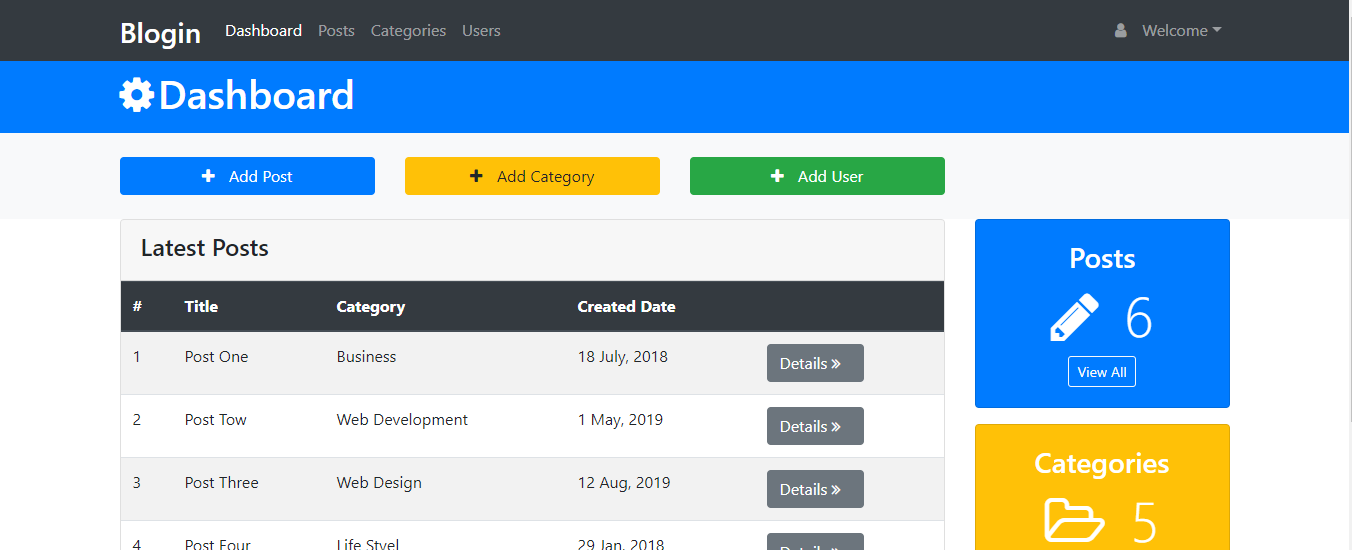 Blogin Dashboard Posts Categories Users Welcome
Dashboard
Add Post Add Category Add User
Latest Posts
# Title Category Created Date
1 Post One Business 18 July, 2018 Details
2 Post Tow Web Development 1 May, 2019 Details
3 Post Three Web Design 12 Aug, 2019 Details
4 Post Four Life Styel 29 Jan, 2018 Details
Posts
6
View All
Categories
5